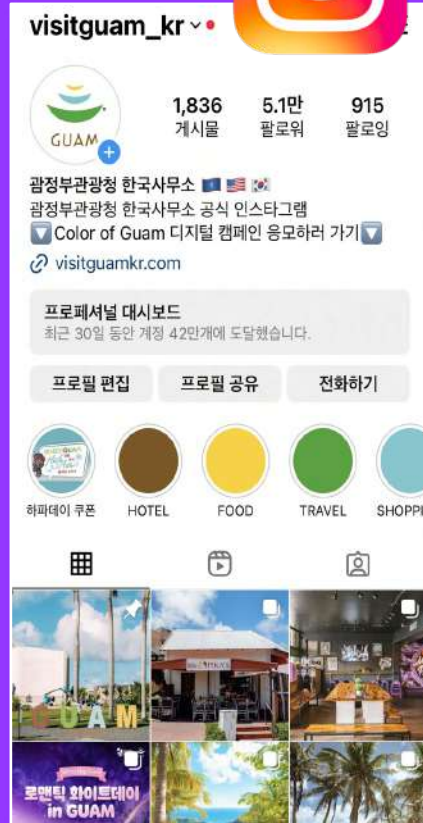 visitguam_kr
GUAM
1,836
게시물
5.1만
팔로워
915
팔로잉
괌정부관광청 한국사무소
괌정부관광청 한국사무소 공식 인스타그램
Color of Guam 디지털 캠페인 응모하러 가기
visitguamkr.com
프로페셔널 대시보드
최근 30일 동안 계정 42만개에 도달했습니다.
프로필 편집
프로필 공유
전화하기
하파데이 쿠폰
HOTEL
FOOD
TRAVEL
SHOPPI
GUAM
로맨틱 화이트데이
in GUAM